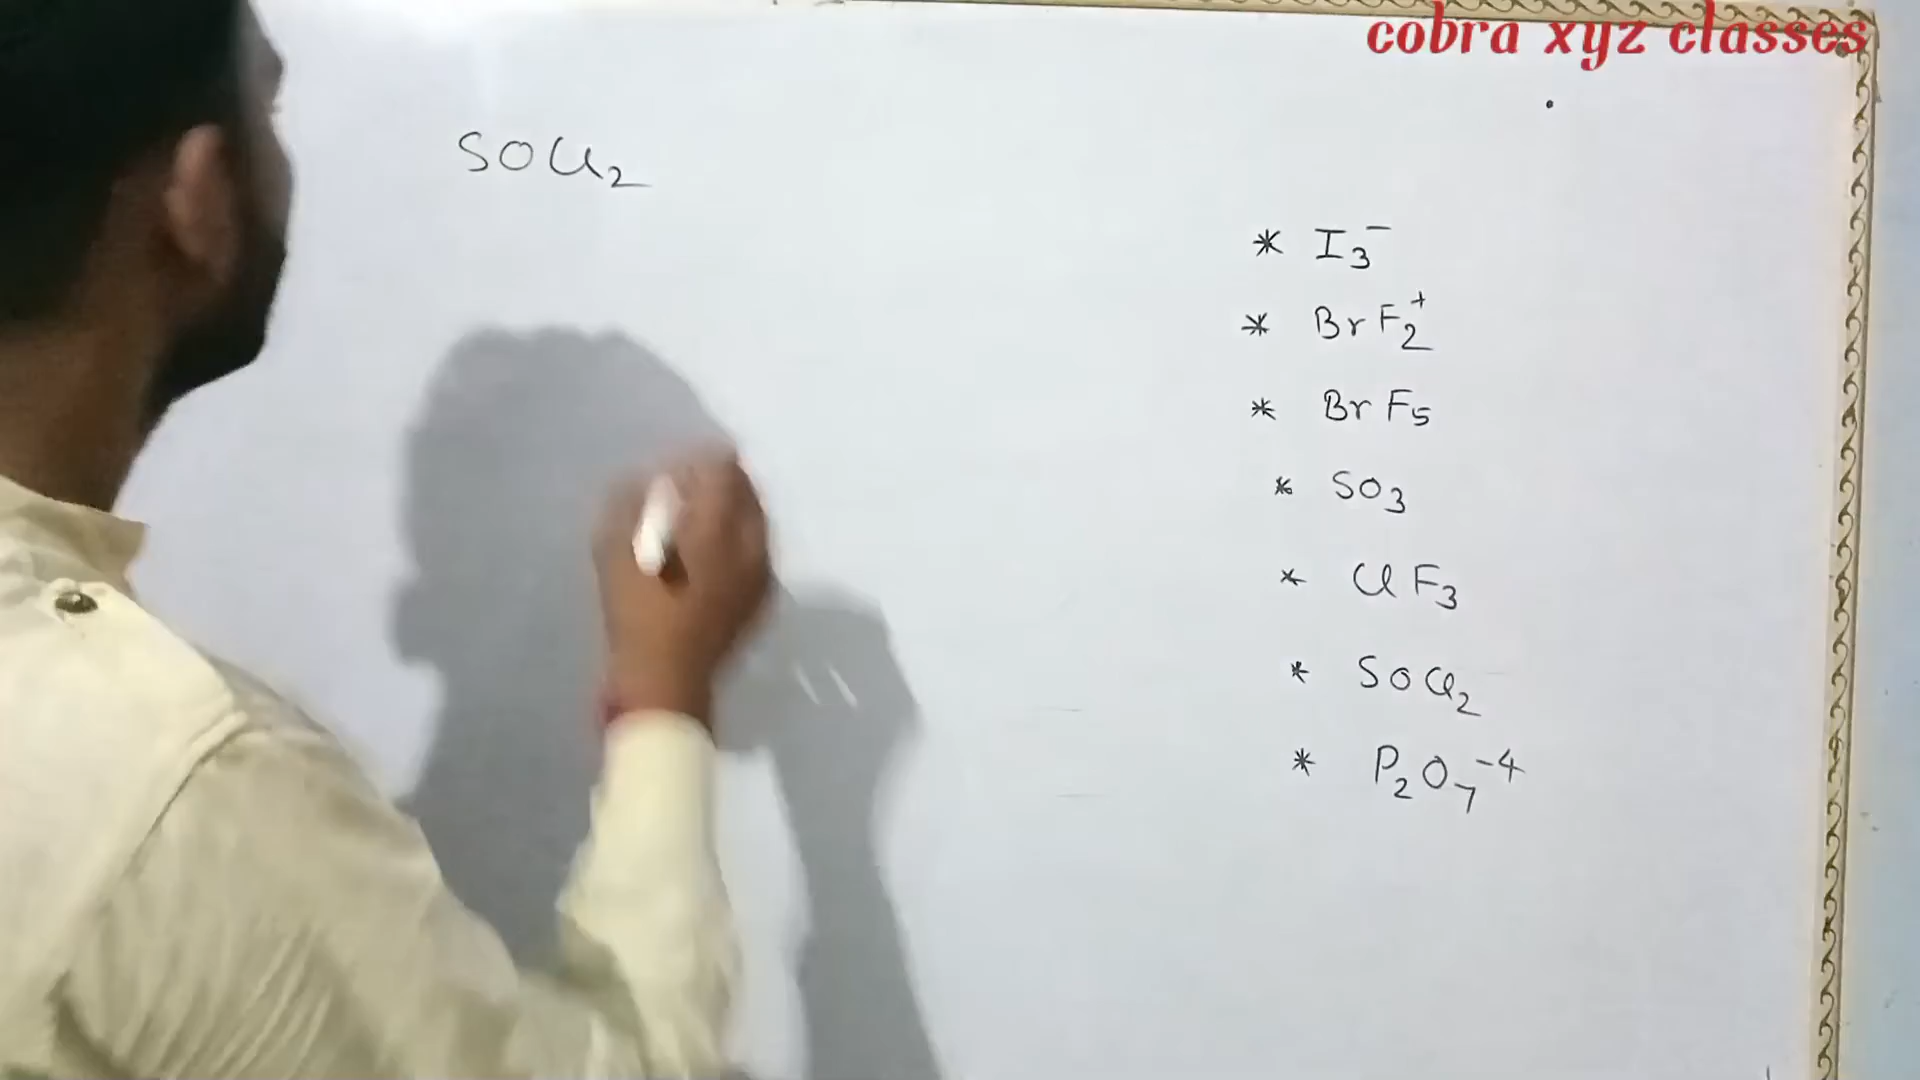 cobra xyz classes
SOCl₂
* I₃⁻
* BrF₂⁺
* BrF₅
* SO₃
* ClF₃
* SOCl₂
* P₂O₇⁻⁴